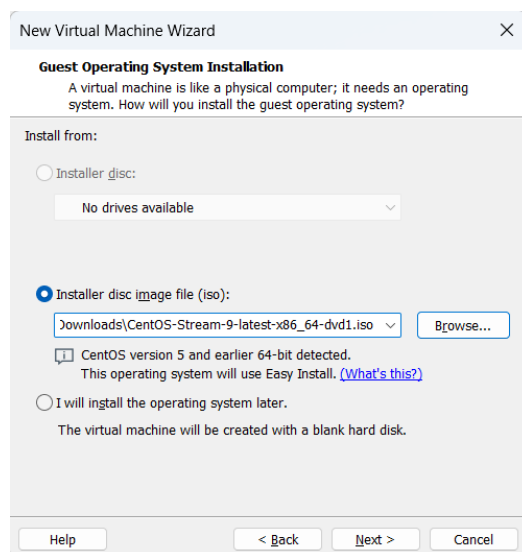 New Virtual Machine Wizard
Guest Operating System Installation
A virtual machine is like a physical computer; it needs an operating
system. How will you install the guest operating system?
Install from:
Installer disc:
No drives available
Installer disc image file (iso):
Downloads\CentOS-Stream-9-latest-x86_64-dvd1.iso
Browse...
CentOS version 5 and earlier 64-bit detected.
This operating system will use Easy Install. (What's this?)
I will install the operating system later.
The virtual machine will be created with a blank hard disk.
Help
< Back
Next >
Cancel